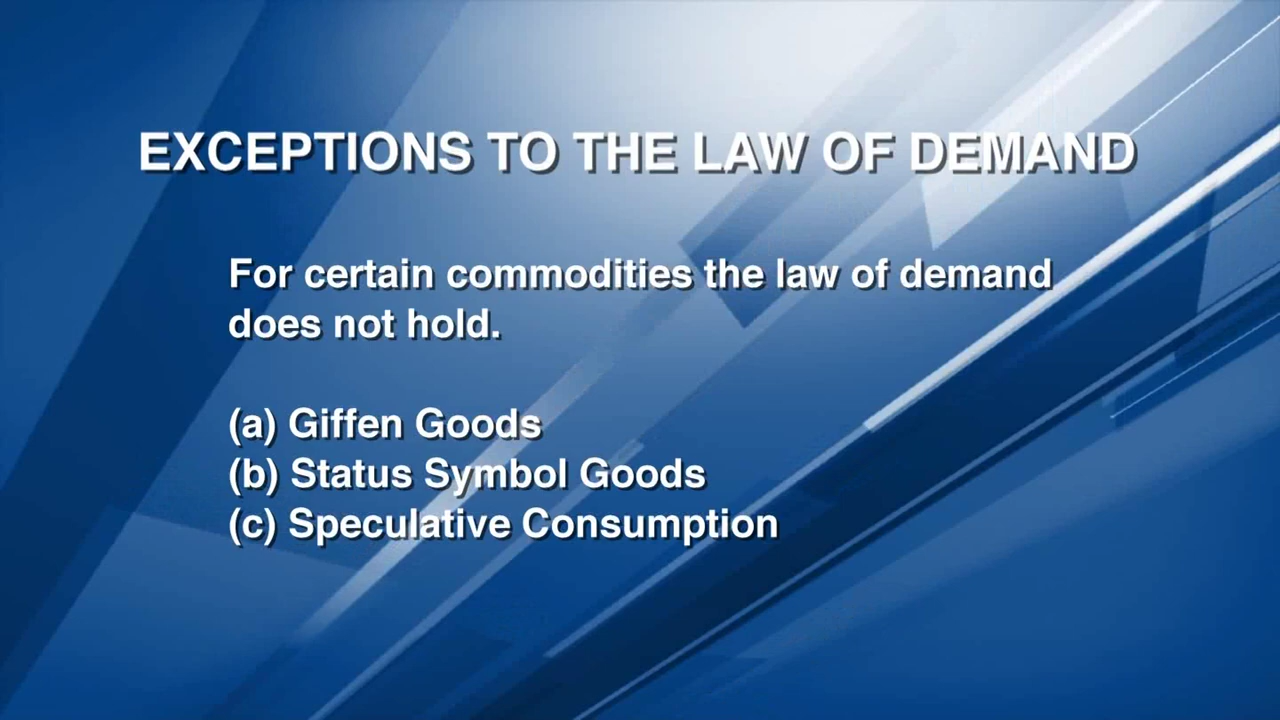 EXCEPTIONS TO THE LAW OF DEMAND
For certain commodities the law of demand
does not hold.
(a) Giffen Goods
(b) Status Symbol Goods
(c) Speculative Consumption